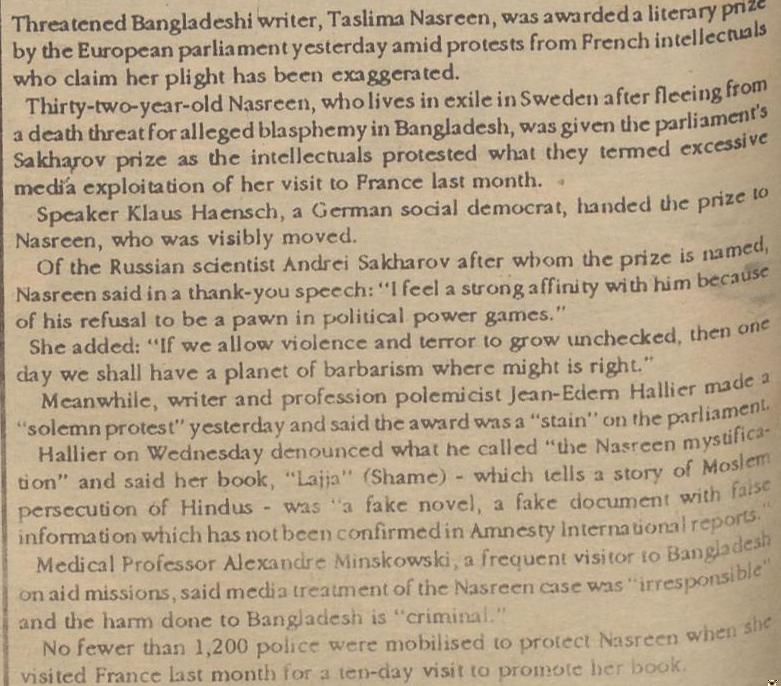 Threatened Bangladeshi writer, Taslima Nasreen, was awarded a literary prize
by the European parliament yesterday amid protests from French intellectuals
who claim her plight has been exaggerated.
Thirty-two-year-old Nasreen, who lives in exile in Sweden after fleeing from
a death threat for alleged blasphemy in Bangladesh, was given the parliament's
Sakharov prize as the intellectuals protested what they termed excessive
media exploitation of her visit to France last month.
Speaker Klaus Haensch, a German social democrat, handed the prize to
Nasreen, who was visibly moved.
Of the Russian scientist Andrei Sakharov after whom the prize is named,
Nasreen said in a thank-you speech: "I feel a strong affinity with him because
of his refusal to be a pawn in political power games."
She added: "If we allow violence and terror to grow unchecked, then one
day we shall have a planet of barbarism where might is right."
Meanwhile, writer and profession polemicist Jean-Edern Hallier made a
"solemn protest" yesterday and said the award was a "stain" on the parliament.
Hallier on Wednesday denounced what he called "the Nasreen mystifica-
tion" and said her book, "Lajja" (Shame) - which tells a story of Moslem
persecution of Hindus - was "a fake novel, a fake document with false
information which has not been confirmed in Amnesty International reports."
Medical Professor Alexandre Minskowski, a frequent visitor to Bangladesh
on aid missions, said media treatment of the Nasreen case was "irresponsible"
and the harm done to Bangladesh is "criminal."
No fewer than 1,200 police were mobilised to protect Nasreen when she
visited France last month for a ten-day visit to promote her book.